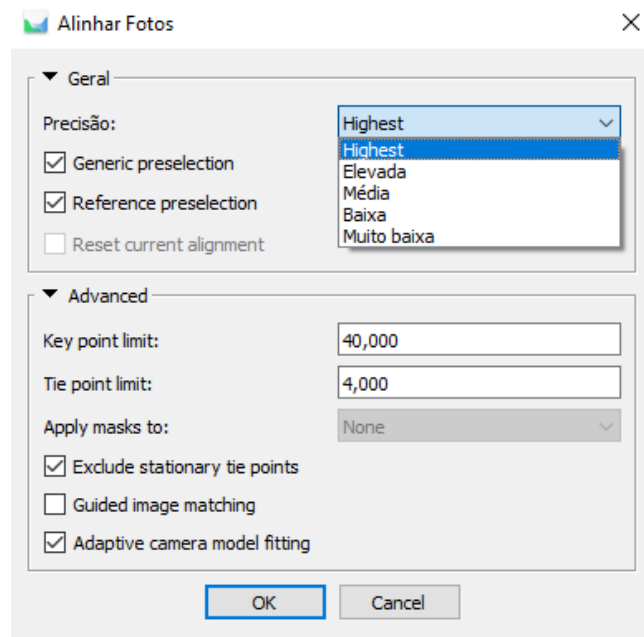 Alinhar Fotos
Geral
Precisão:
Highest
Highest
Elevada
Média
Baixa
Muito baixa
Generic preselection
Reference preselection
Reset current alignment
Advanced
Key point limit:
40,000
Tie point limit:
4,000
Apply masks to:
None
Exclude stationary tie points
Guided image matching
Adaptive camera model fitting
OK
Cancel